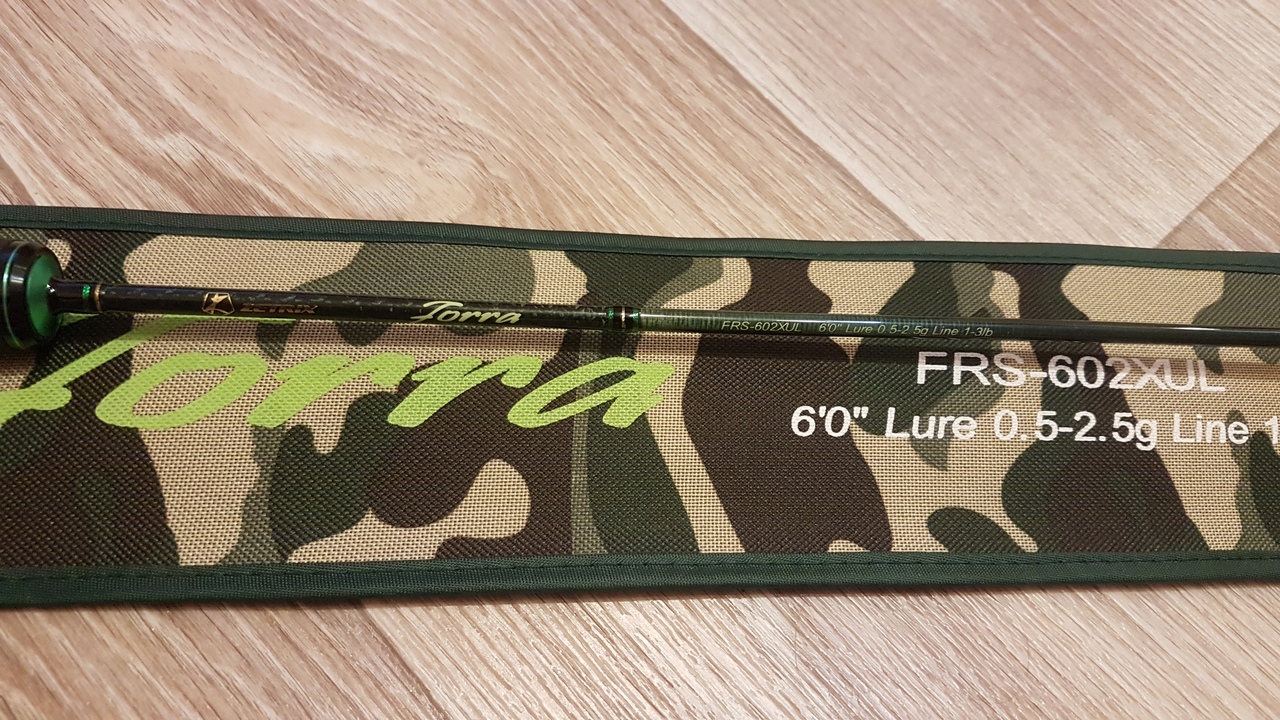 ZETRIX Torra FRS-602XUL 6'0" Lure 0.5-2.5g Line 1-3lb
Torra
FRS-602XUL
6'0" Lure 0.5-2.5g Line 1